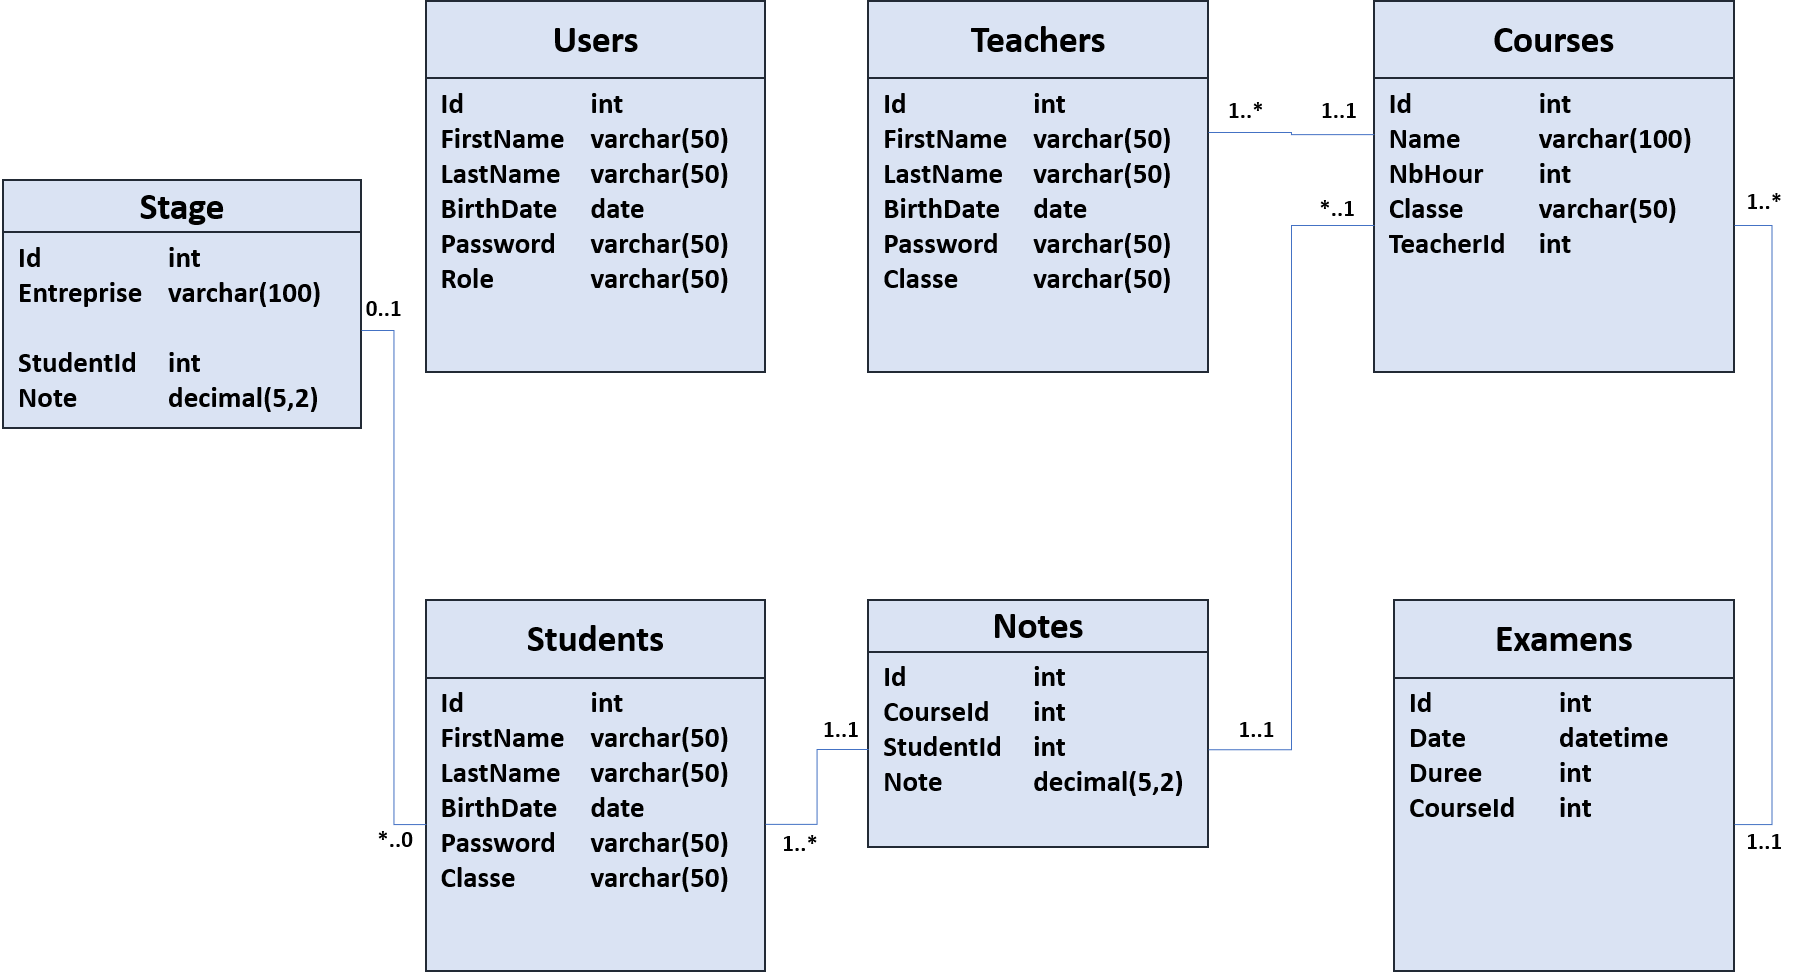 Users
Id int
FirstName varchar(50)
LastName varchar(50)
BirthDate date
Password varchar(50)
Role varchar(50)
Teachers
Id int
FirstName varchar(50)
LastName varchar(50)
BirthDate date
Password varchar(50)
Classe varchar(50)
1..*
1..1
Courses
Id int
Name varchar(100)
NbHour int
Classe varchar(50)
TeacherId int
*..1
1..*
Stage
Id int
Entreprise varchar(100)
StudentId int
Note decimal(5,2)
0..1
*..0
Students
Id int
FirstName varchar(50)
LastName varchar(50)
BirthDate date
Password varchar(50)
Classe varchar(50)
1..*
1..1
Notes
Id int
CourseId int
StudentId int
Note decimal(5,2)
1..1
Examens
Id int
Date datetime
Duree int
CourseId int
1..1